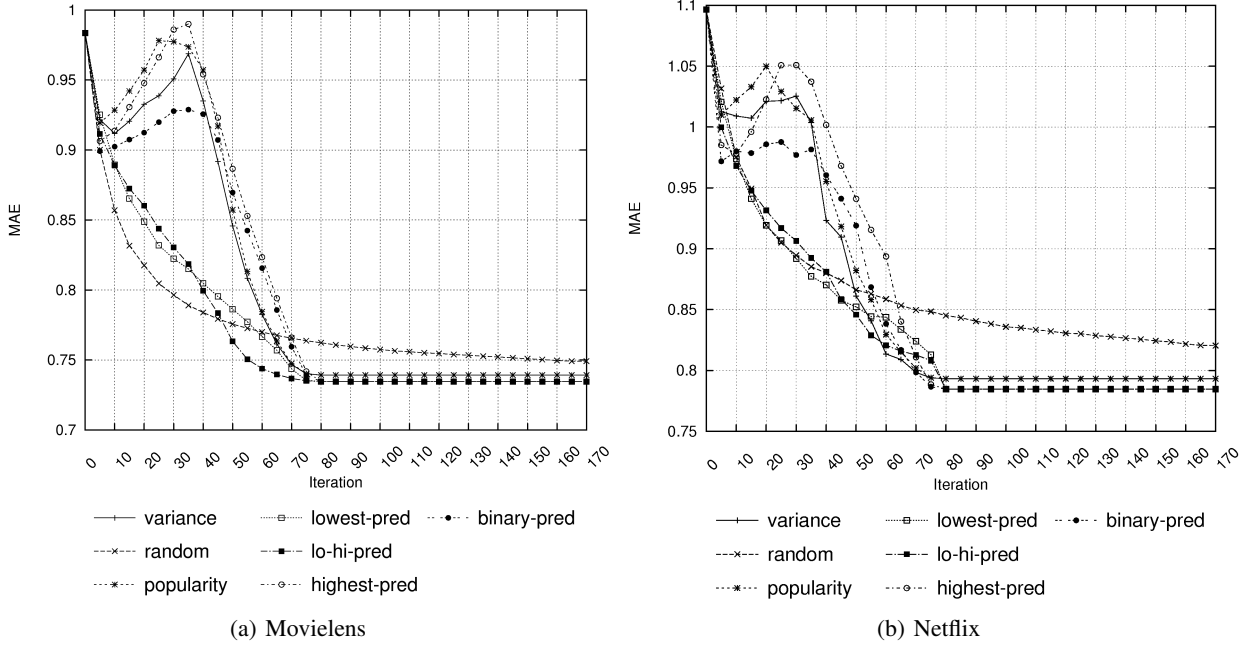 1
0.95
0.9
0.85
0.8
0.75
0.7
MAE
0 10 20 30 40 50 60 70 80 90 100 110 120 130 140 150 160 170
Iteration
variance lowest-pred binary-pred
random lo-hi-pred
popularity highest-pred
(a) Movielens
1.1
1.05
1
0.95
0.9
0.85
0.8
0.75
MAE
0 10 20 30 40 50 60 70 80 90 100 110 120 130 140 150 160 170
Iteration
variance lowest-pred binary-pred
random lo-hi-pred
popularity highest-pred
(b) Netflix